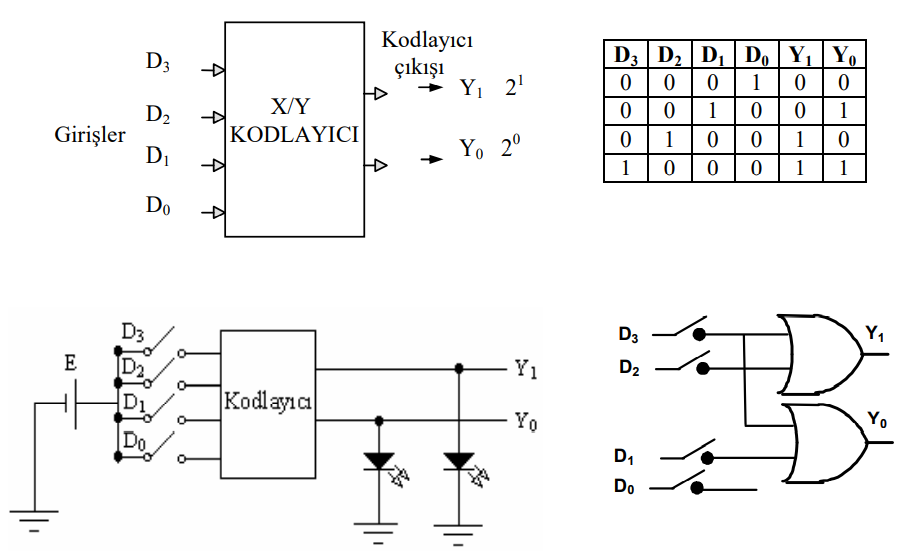 Kodlayıcı
çıkışı
Girişler
D₃
D₂
D₁
D₀
X/Y
KODLAYICI
Y₁ 2¹
Y₀ 2⁰
D₃ D₂ D₁ D₀ Y₁ Y₀
0 0 0 1 0 0
0 0 1 0 0 1
0 1 0 0 1 0
1 0 0 0 1 1
E
D₃
D₂
D₁
D₀
Kodlayıcı
Y₁
Y₀
D₃
D₂
D₁
D₀
Y₁
Y₀